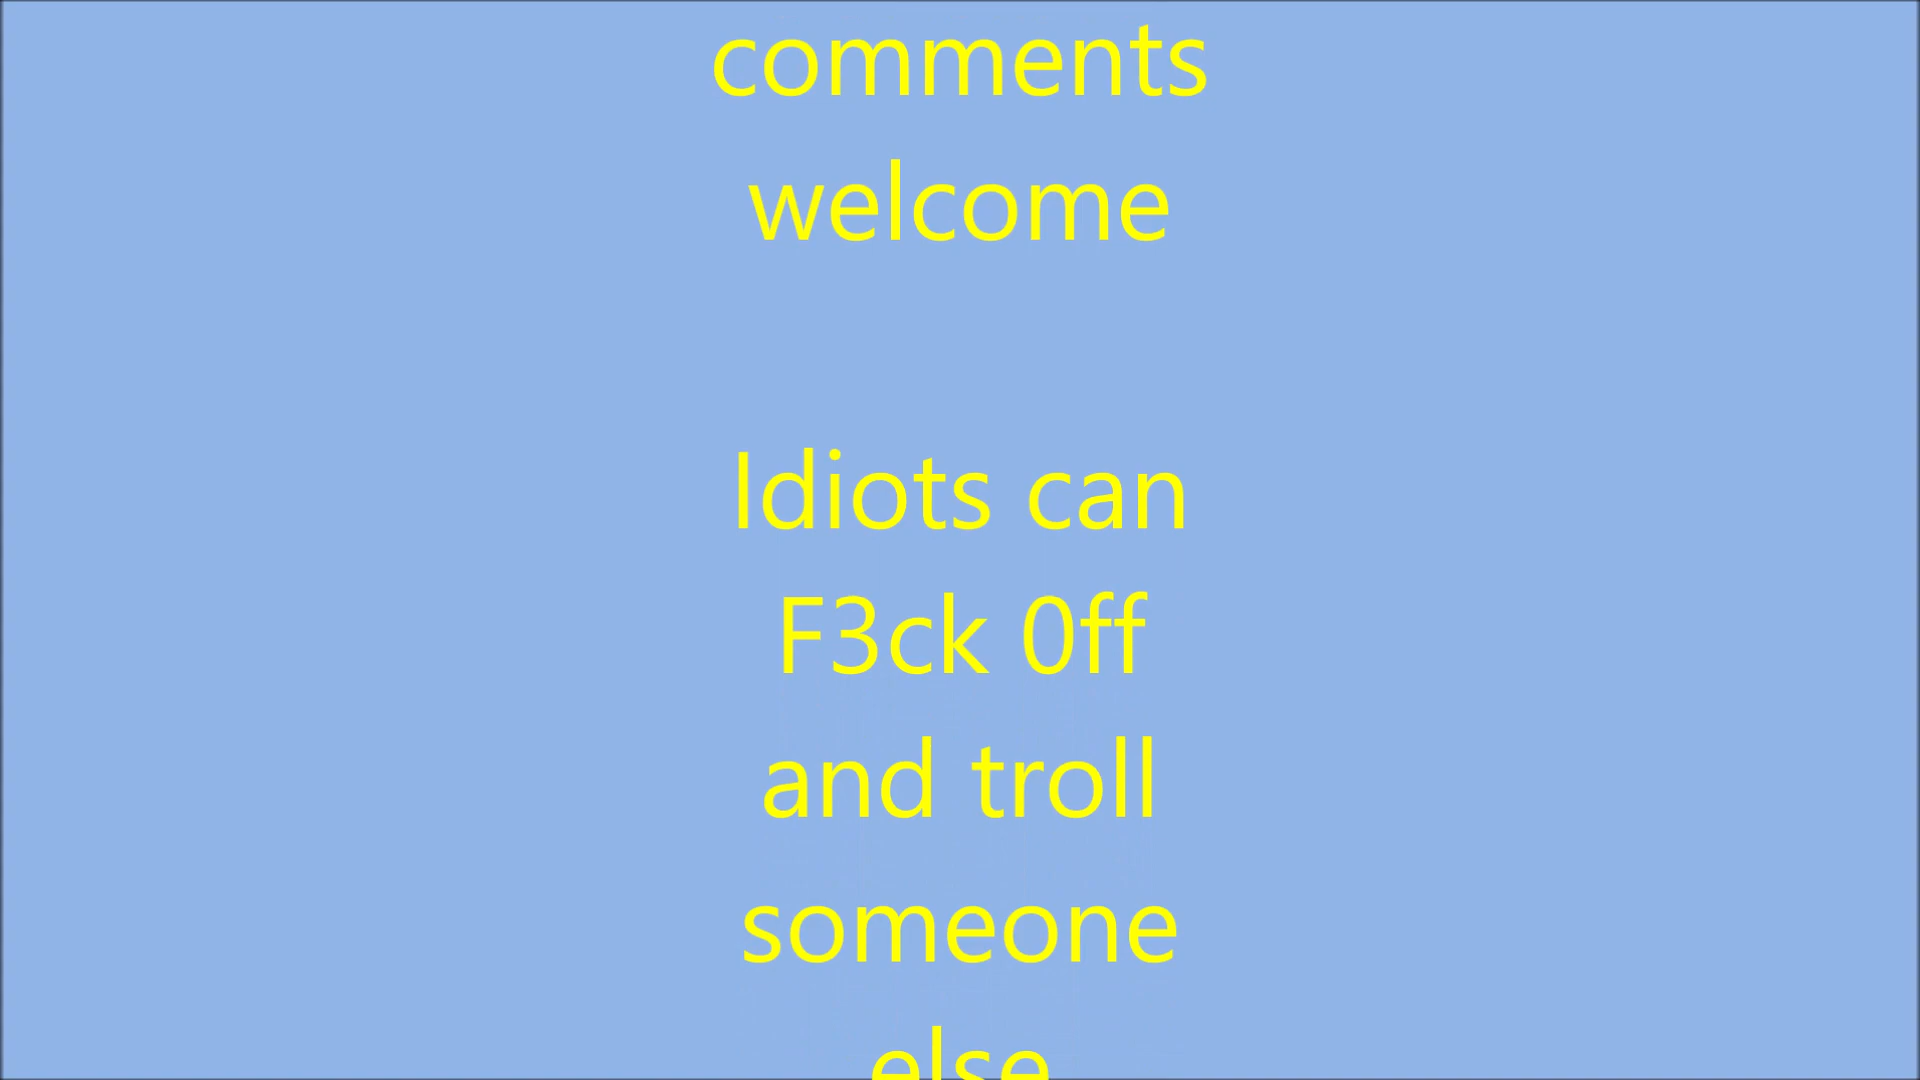 comments
welcome
Idiots can
F3ck 0ff
and troll
someone
else